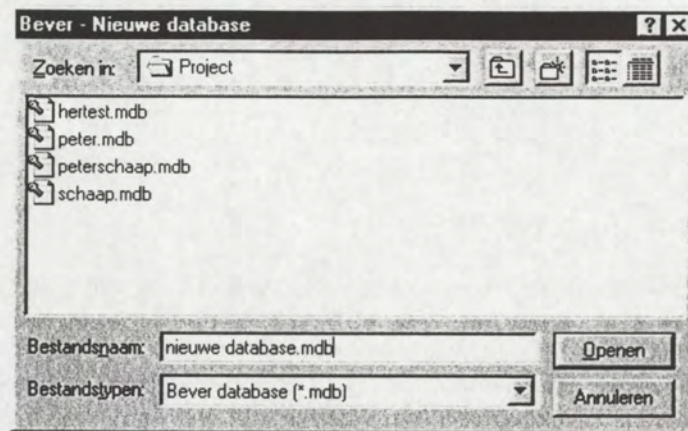 Bever - Nieuwe database
Zoeken in: Project
hertest.mdb
peter.mdb
peterschaap.mdb
schaap.mdb
Bestandsnaam: nieuwe database.mdb Openen
Bestandstypen: Bever database (*.mdb) Annuleren